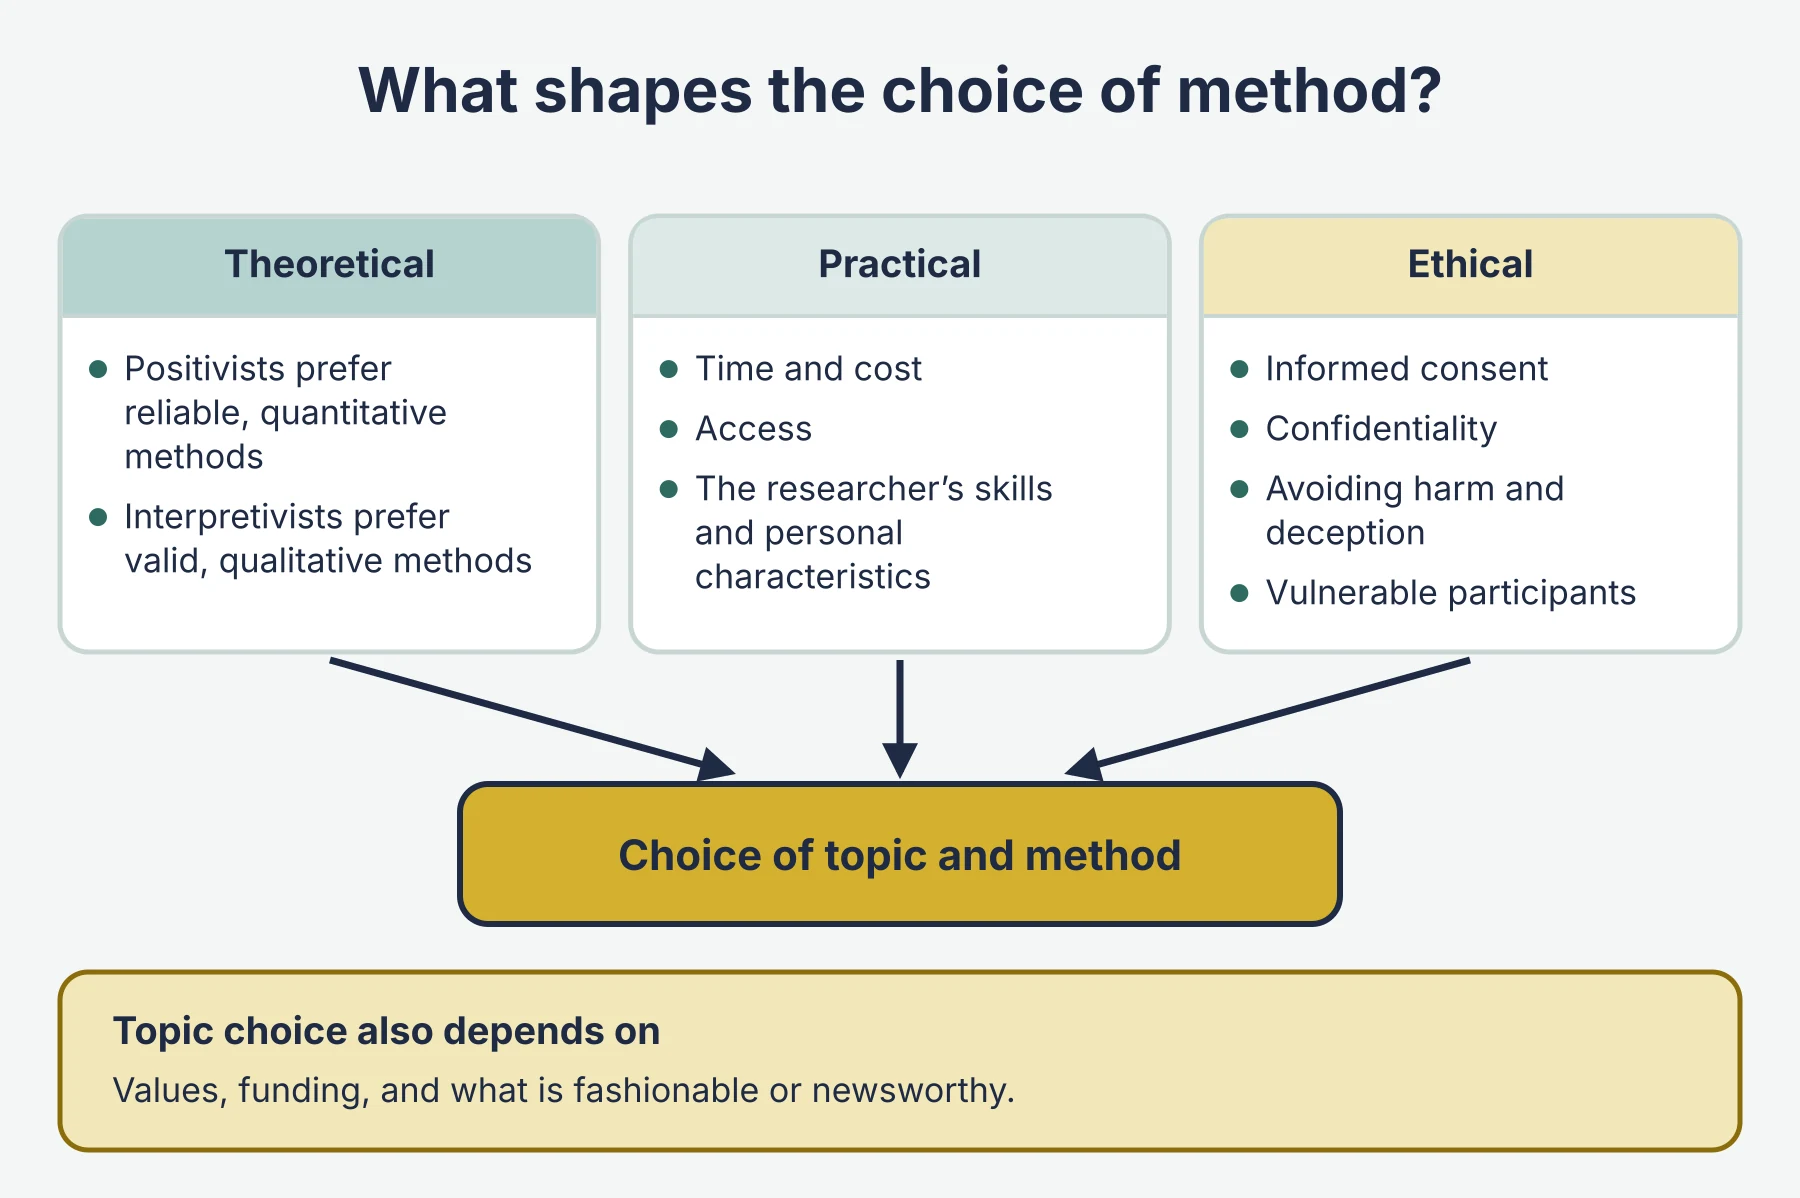 What shapes the choice of method?
Theoretical
Positivists prefer
reliable, quantitative
methods
Interpretivists prefer
valid, qualitative methods
Practical
Time and cost
Access
The researcher’s skills
and personal
characteristics
Ethical
Informed consent
Confidentiality
Avoiding harm and
deception
Vulnerable participants
Choice of topic and method
Topic choice also depends on
Values, funding, and what is fashionable or newsworthy.